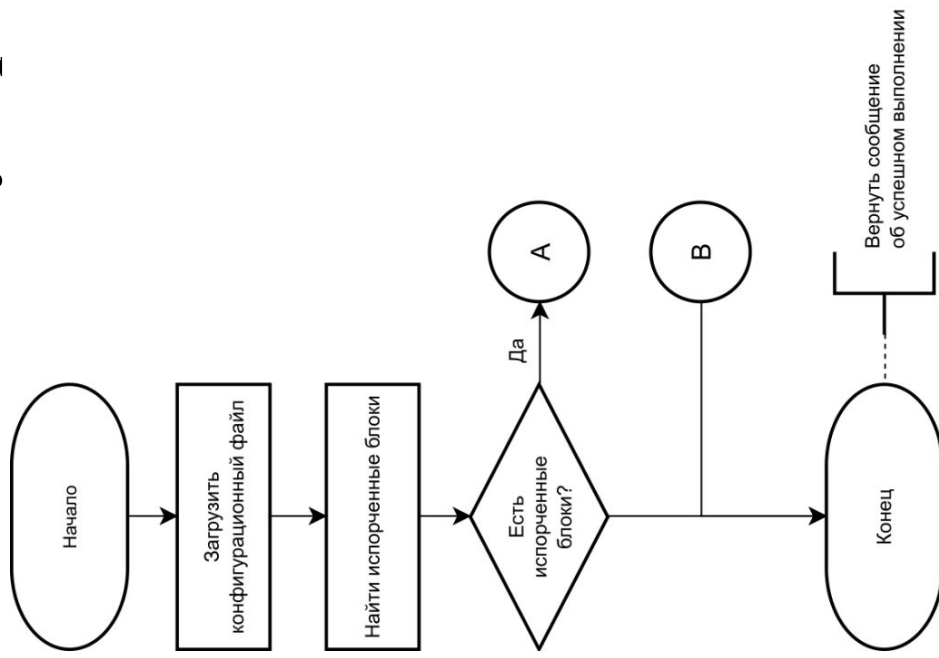 Начало
Загрузить
конфигурационный файл
Найти испорченные блоки
Есть
испорченные
блоки?
Да
A
B
Конец
Вернуть сообщение
об успешном выполнении